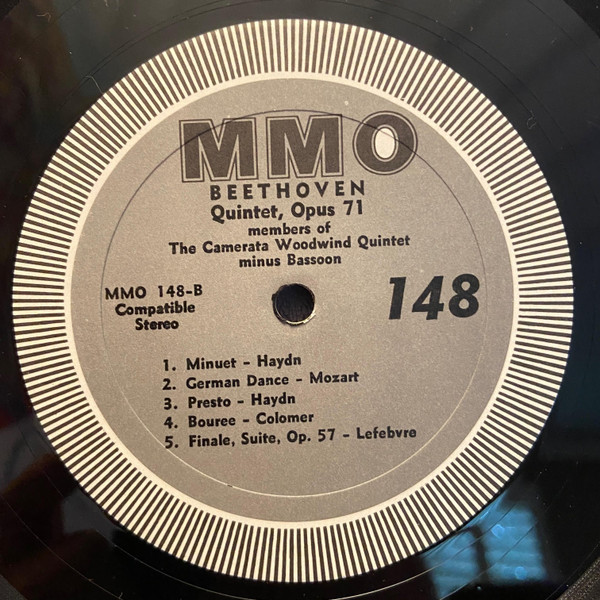 MMO
BEETHOVEN
Quintet, Opus 71
members of
The Camerata Woodwind Quintet
minus Bassoon
MMO 148-B
Compatible
Stereo
148
1. Minuet - Haydn
2. German Dance - Mozart
3. Presto - Haydn
4. Bouree - Colomer
5. Finale, Suite, Op. 57 - Lefebvre